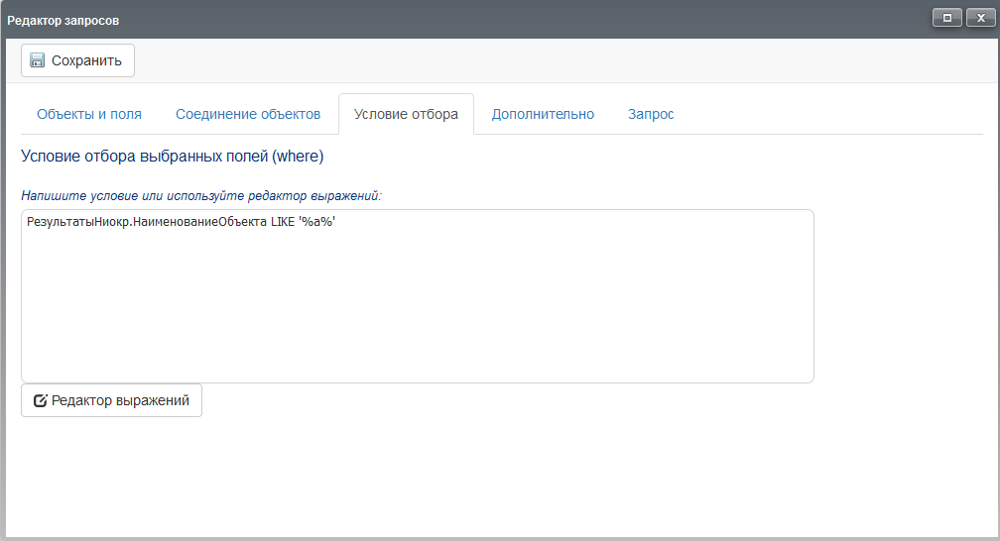 Редактор запросов
Сохранить
Объекты и поля Соединение объектов Условие отбора Дополнительно Запрос
Условие отбора выбранных полей (where)
Напишите условие или используйте редактор выражений:
РезультатыНиокр.НаименованиеОбъекта LIKE '%a%'
Редактор выражений